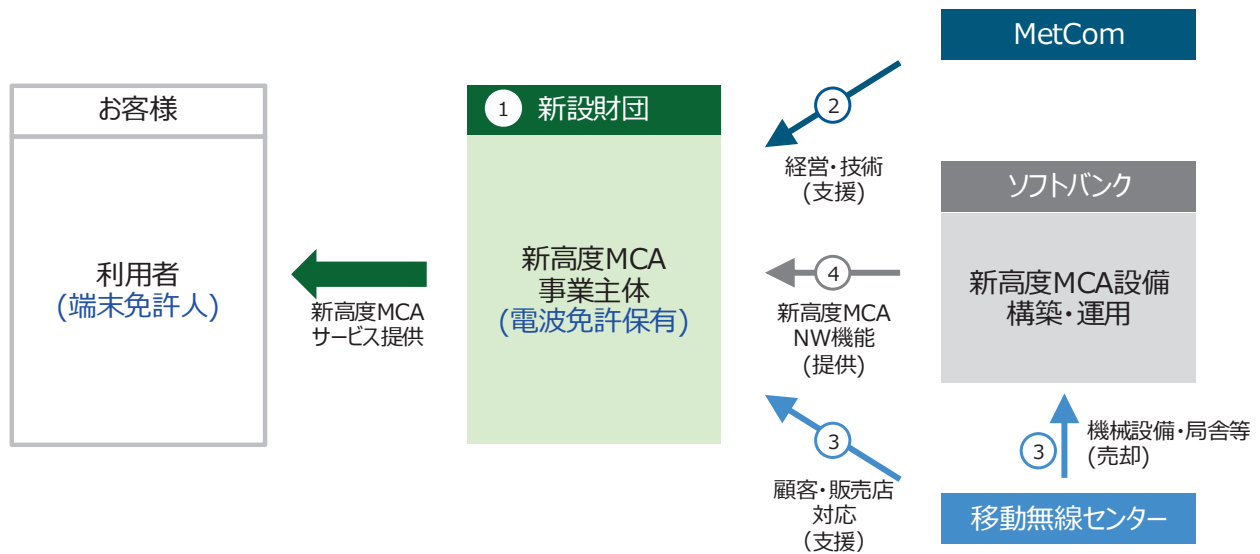 お客様
利用者
(端末免許人)
新高度MCA
サービス提供
1 新設財団
新高度MCA
事業主体
(電波免許保有)
2
経営・技術
(支援)
4
新高度MCA
NW機能
(提供)
3
顧客・販売店
対応
(支援)
MetCom
ソフトバンク
新高度MCA設備
構築・運用
3
機械設備・局舎等
(売却)
移動無線センター